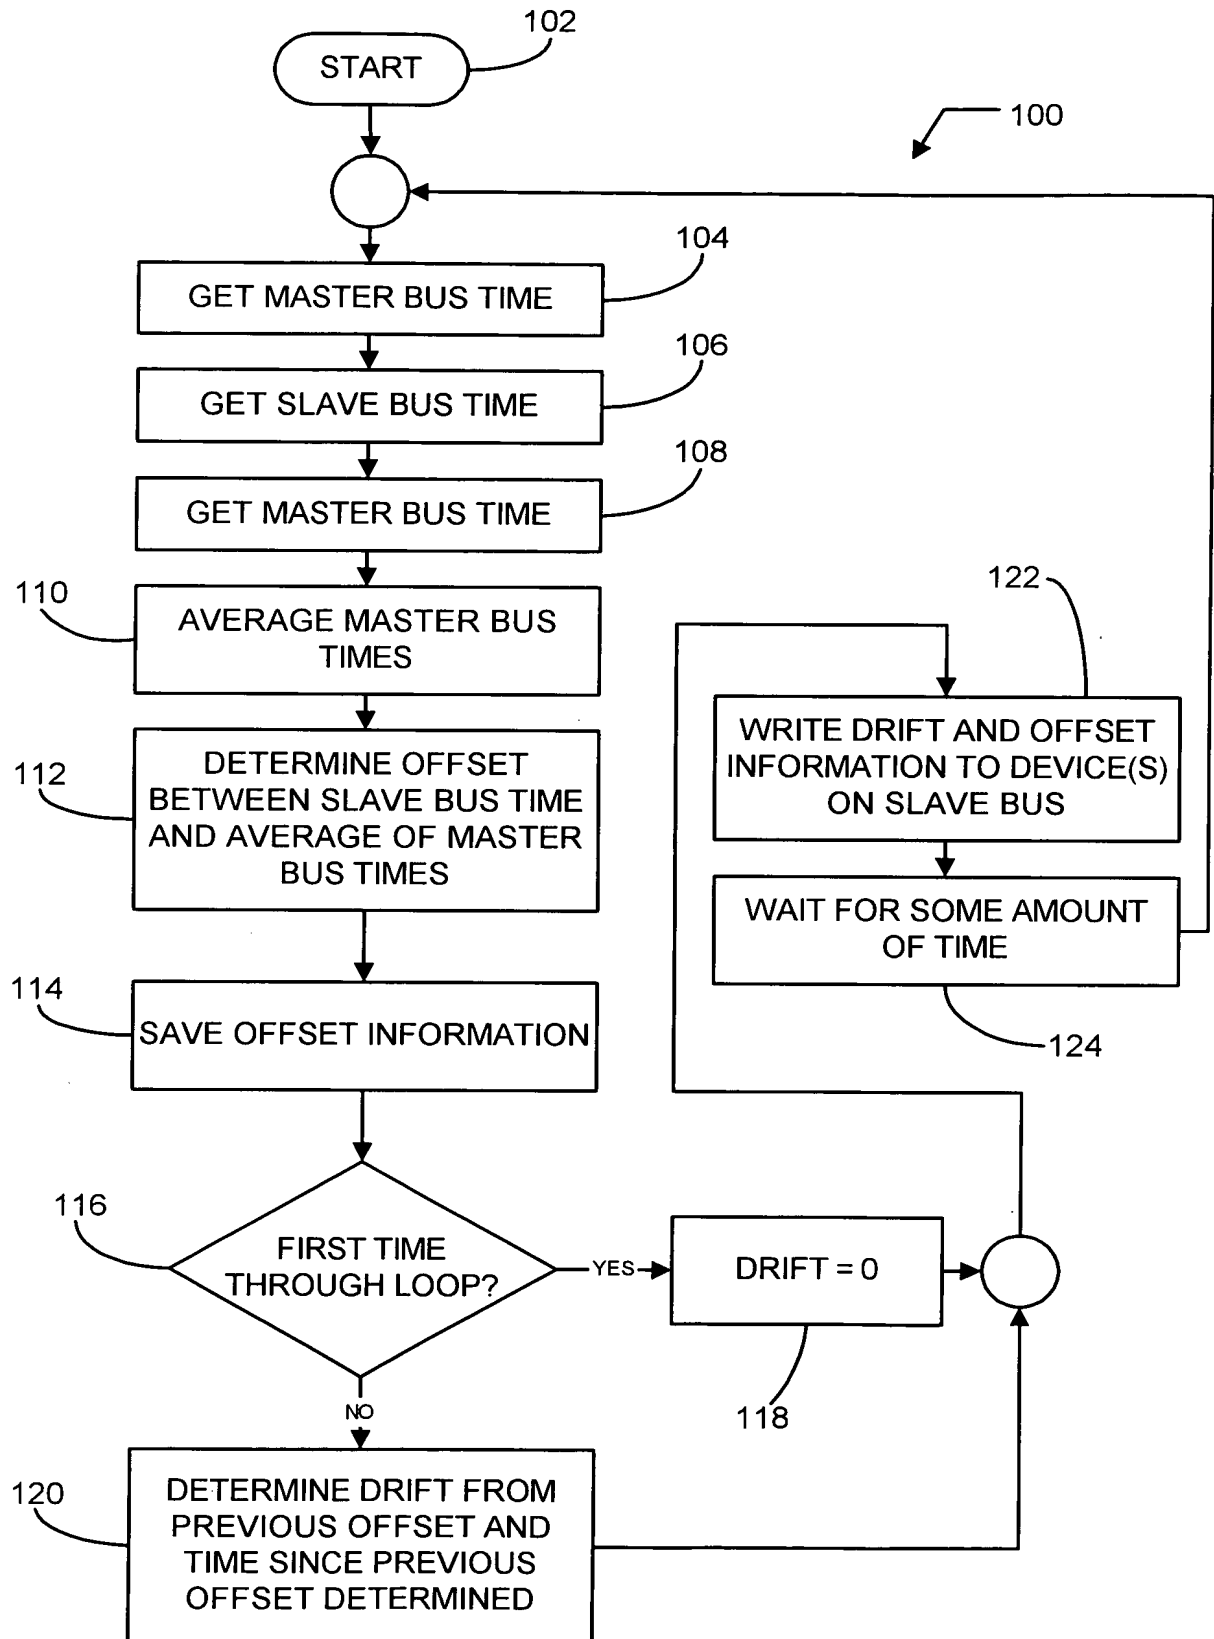 102
START
100
104
GET MASTER BUS TIME
106
GET SLAVE BUS TIME
108
GET MASTER BUS TIME
110
AVERAGE MASTER BUS
TIMES
112
DETERMINE OFFSET
BETWEEN SLAVE BUS TIME
AND AVERAGE OF MASTER
BUS TIMES
114
SAVE OFFSET INFORMATION
116
FIRST TIME
THROUGH LOOP?
YES
DRIFT = 0
118
NO
120
DETERMINE DRIFT FROM
PREVIOUS OFFSET AND
TIME SINCE PREVIOUS
OFFSET DETERMINED
122
WRITE DRIFT AND OFFSET
INFORMATION TO DEVICE(S)
ON SLAVE BUS
WAIT FOR SOME AMOUNT
OF TIME
124